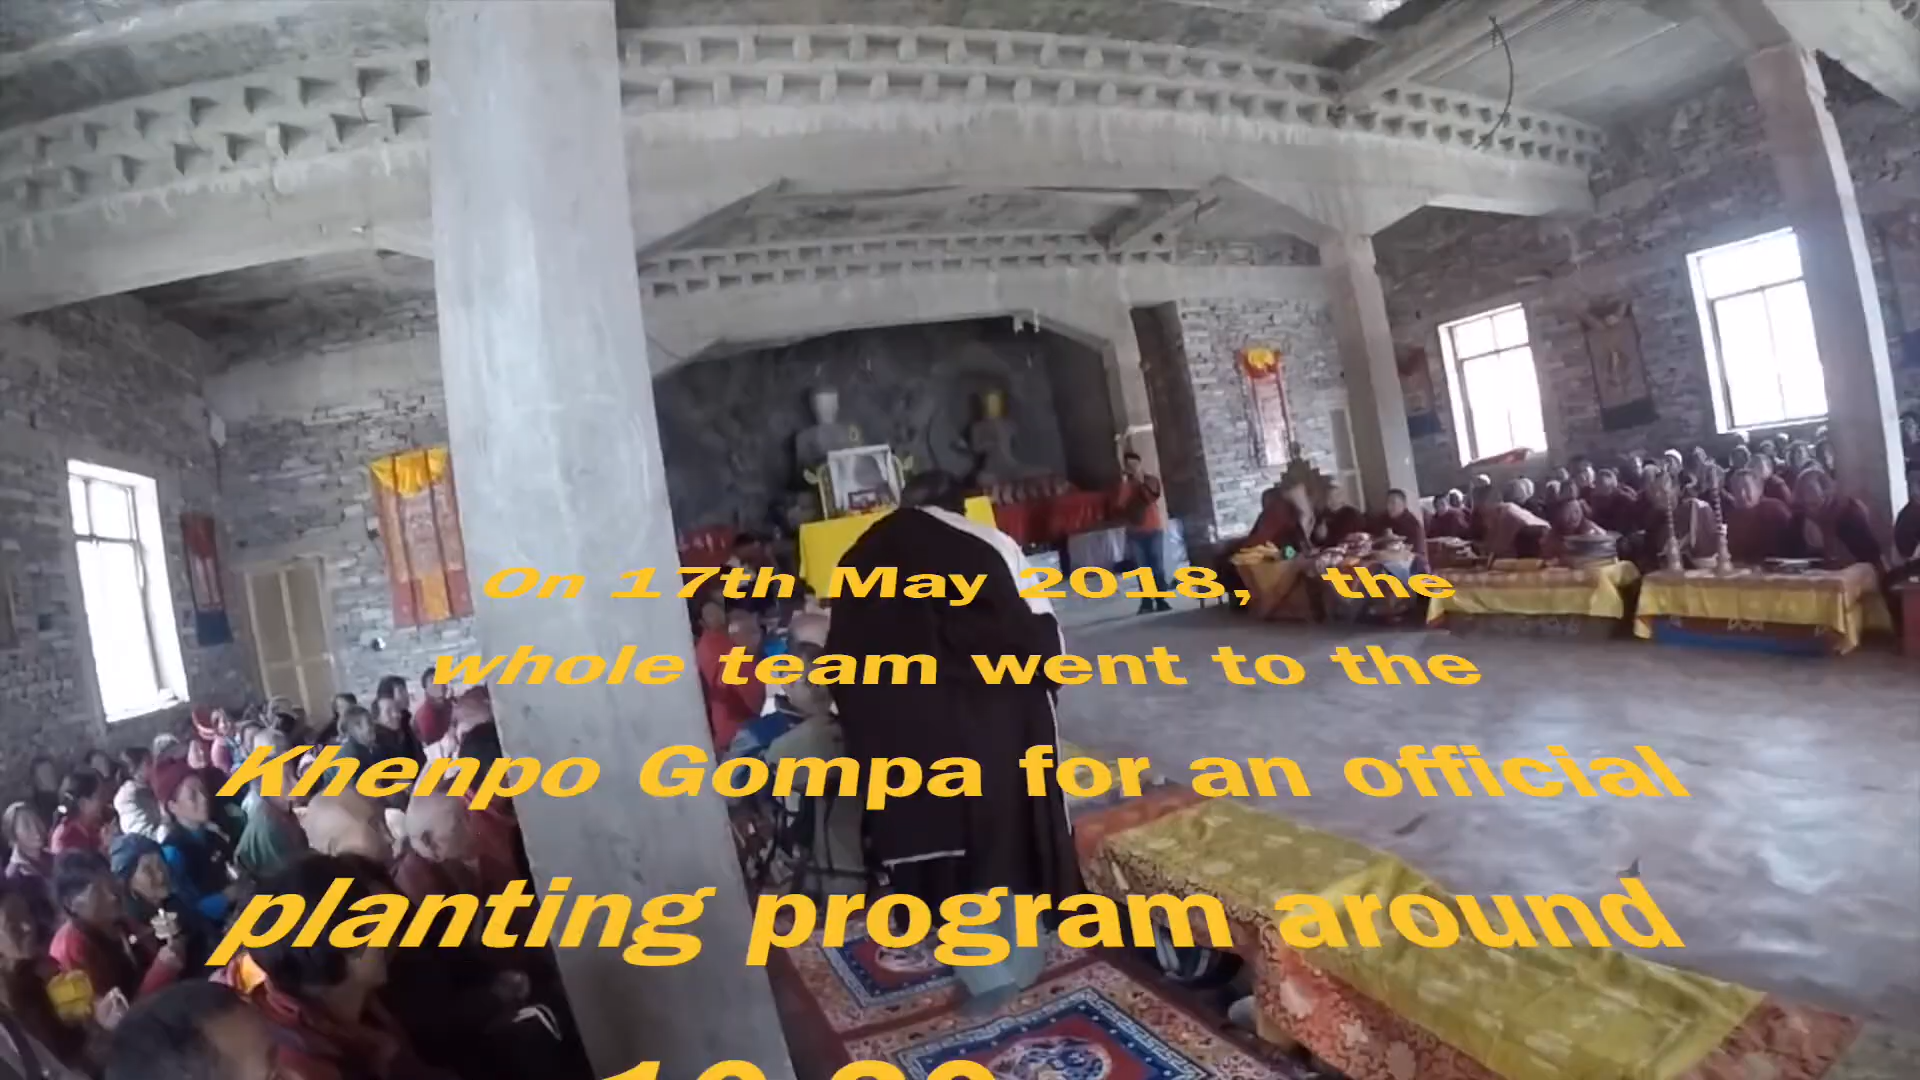 On 17th May 2018, the
whole team went to the
Khenpo Gompa for an official
planting program around